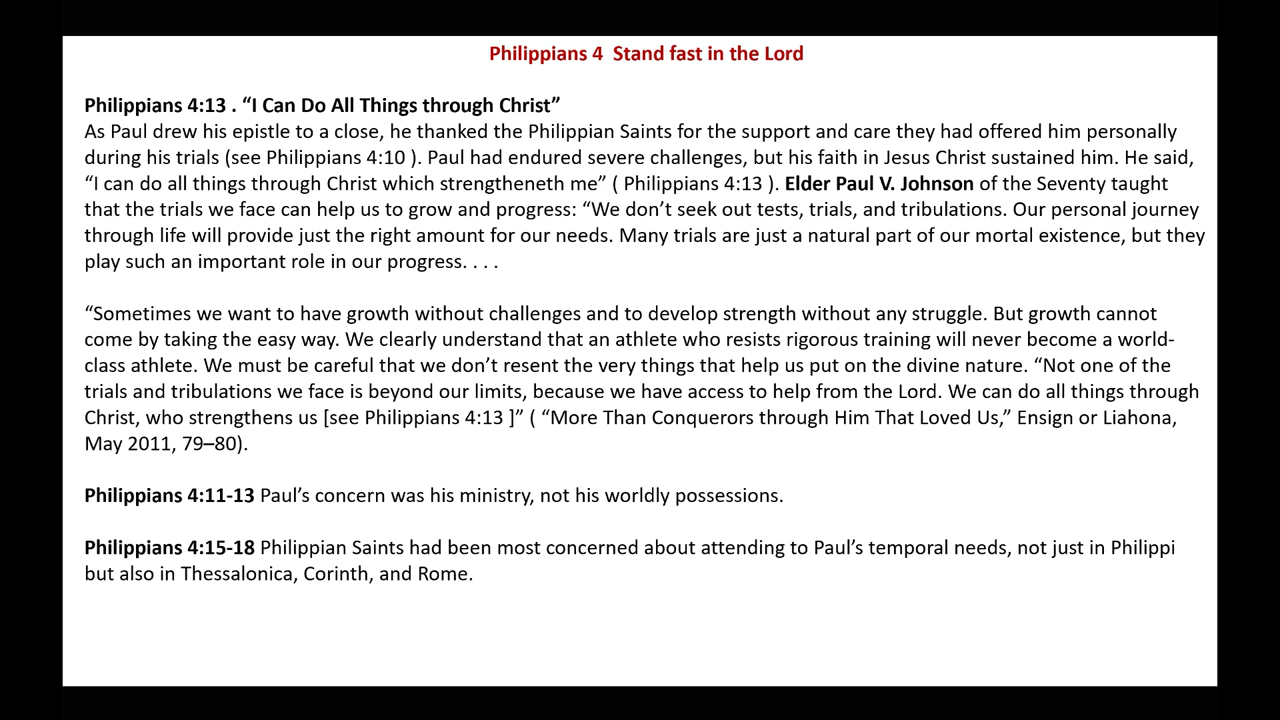 Philippians 4  Stand fast in the Lord
Philippians 4:13 . “I Can Do All Things through Christ”
As Paul drew his epistle to a close, he thanked the Philippian Saints for the support and care they had offered him personally
during his trials (see Philippians 4:10 ). Paul had endured severe challenges, but his faith in Jesus Christ sustained him. He said,
“I can do all things through Christ which strengtheneth me” ( Philippians 4:13 ). Elder Paul V. Johnson of the Seventy taught
that the trials we face can help us to grow and progress: “We don’t seek out tests, trials, and tribulations. Our personal journey
through life will provide just the right amount for our needs. Many trials are just a natural part of our mortal existence, but they
play such an important role in our progress. . . .
“Sometimes we want to have growth without challenges and to develop strength without any struggle. But growth cannot
come by taking the easy way. We clearly understand that an athlete who resists rigorous training will never become a world-
class athlete. We must be careful that we don’t resent the very things that help us put on the divine nature. “Not one of the
trials and tribulations we face is beyond our limits, because we have access to help from the Lord. We can do all things through
Christ, who strengthens us [see Philippians 4:13 ]” ( “More Than Conquerors through Him That Loved Us,” Ensign or Liahona,
May 2011, 79–80).
Philippians 4:11-13 Paul’s concern was his ministry, not his worldly possessions.
Philippians 4:15-18 Philippian Saints had been most concerned about attending to Paul’s temporal needs, not just in Philippi
but also in Thessalonica, Corinth, and Rome.